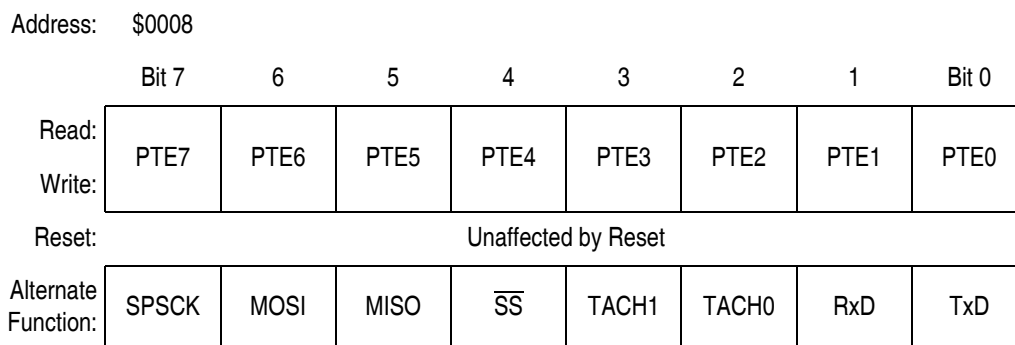 Address: $0008
Bit 7 6 5 4 3 2 1 Bit 0
Read:
PTE7 PTE6 PTE5 PTE4 PTE3 PTE2 PTE1 PTE0
Write:
Reset: Unaffected by Reset
Alternate
Function: SPSCK MOSI MISO S̅S̅ TACH1 TACH0 RxD TxD